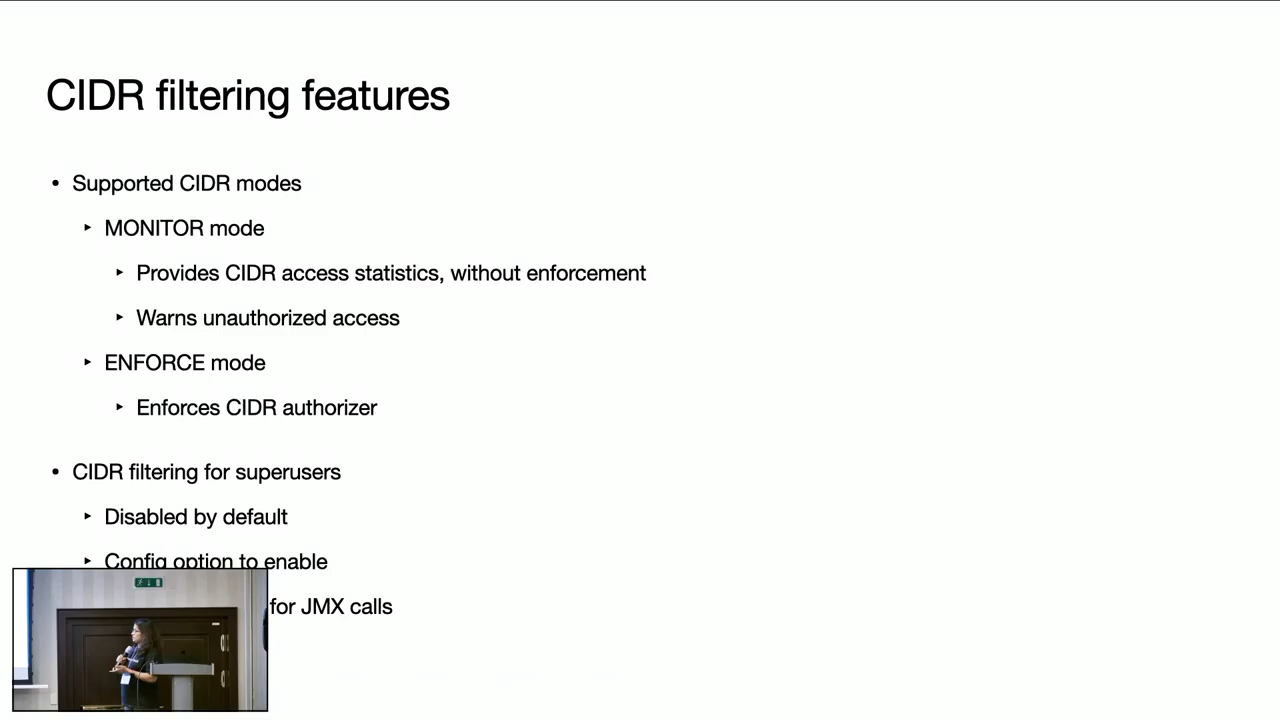 CIDR filtering features
• Supported CIDR modes
‣ MONITOR mode
‣ Provides CIDR access statistics, without enforcement
‣ Warns unauthorized access
‣ ENFORCE mode
‣ Enforces CIDR authorizer
• CIDR filtering for superusers
‣ Disabled by default
‣ Config option to enable
for JMX calls